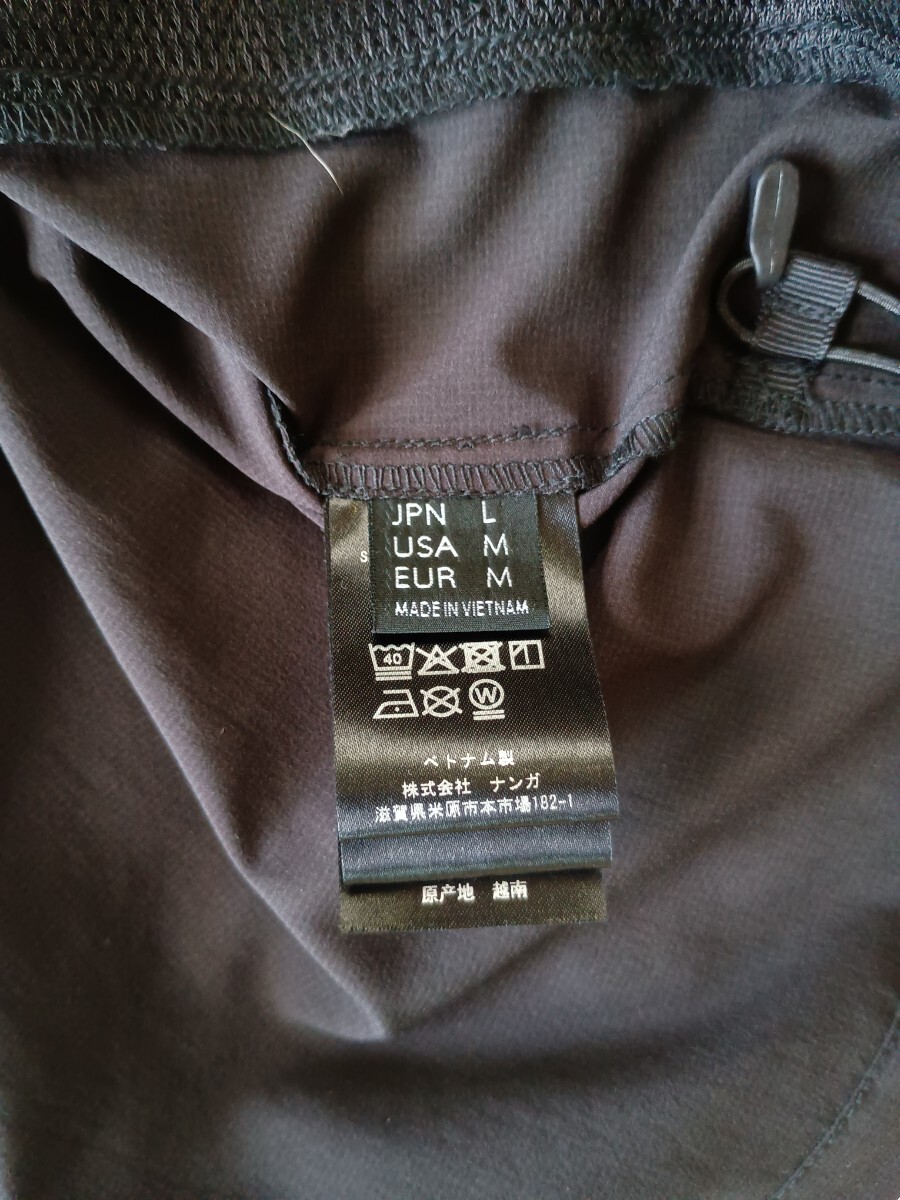 JPN L
USA M
EUR M
MADE IN VIETNAM
S
40
W
ベトナム製
株式会社 ナンガ
滋賀県米原市本市場182-1
原产地 越南